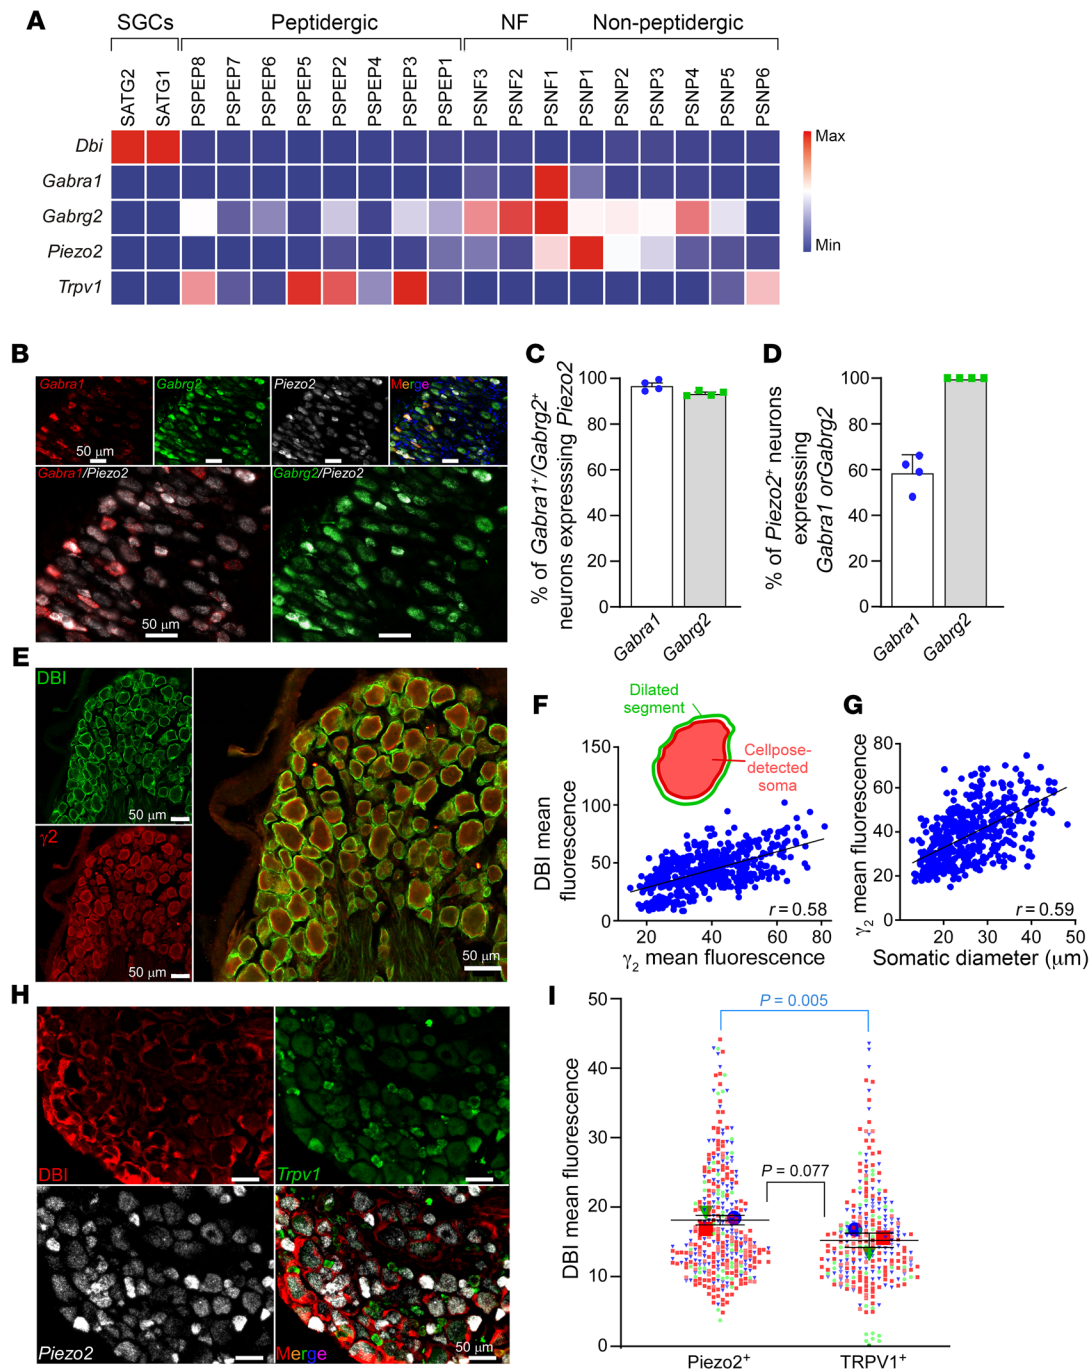 A
SGCs Peptidergic NF Non-peptidergic
SATG2 SATG1 PSPEP8 PSPEP7 PSPEP6 PSPEP5 PSPEP2 PSPEP4 PSPEP3 PSPEP1 PSNF3 PSNF2 PSNF1 PSNP1 PSNP2 PSNP3 PSNP4 PSNP5 PSNP6
Dbi
Gabra1
Gabrg2
Piezo2
Trpv1
Max
Min
B
Gabra1 Gabrg2 Piezo2 Merge
50 μm
Gabra1/Piezo2 Gabrg2/Piezo2
50 μm
C
% of Gabra1+/Gabrg2+
neurons expresssing Piezo2
100
80
60
40
20
0
Gabra1 Gabrg2
D
% of Piezo2+ neurons
expresssing
Gabra1 orGabrg2
100
80
60
40
20
0
Gabra1 Gabrg2
E
DBI
50 μm
γ2
50 μm
50 μm
F
Dilated
segment
Cellpose-
detected
soma
DBI mean
fluorescence
150
100
50
0
r = 0.58
20 40 60 80
γ2 mean fluorescence
G
γ2 mean fluorescence
80
60
40
20
0
r = 0.59
20 30 40 50
Somatic diameter (μm)
H
DBI Trpv1
Piezo2 Merge
50 μm
I
DBI mean fluorescence
50
40
30
20
10
0
P = 0.005
P = 0.077
Piezo2+ TRPV1+